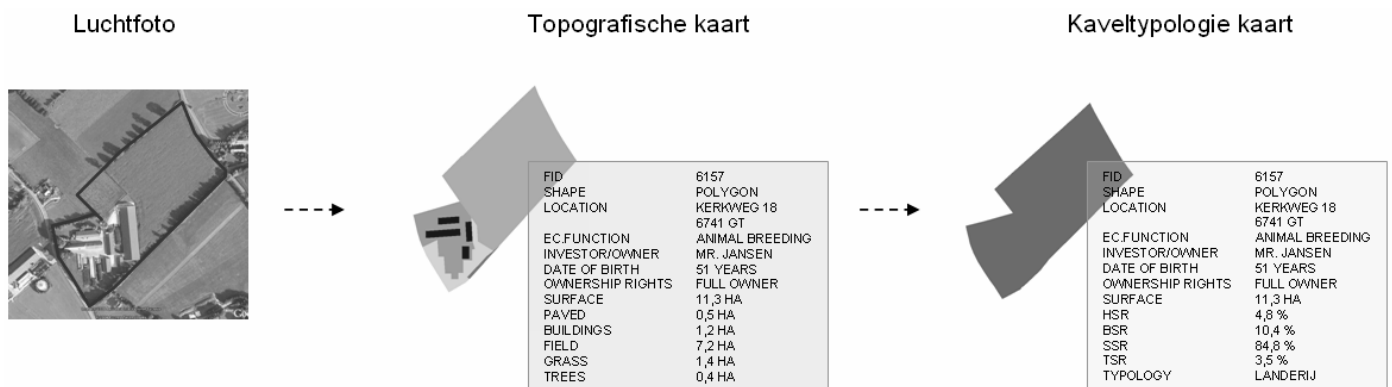 Luchtfoto
Topografische kaart
Kaveltypologie kaart
FID 6157
SHAPE POLYGON
LOCATION KERKWEG 18
6741 GT
EC.FUNCTION ANIMAL BREEDING
INVESTOR/OWNER MR. JANSEN
DATE OF BIRTH 51 YEARS
OWNERSHIP RIGHTS FULL OWNER
SURFACE 11,3 HA
PAVED 0,5 HA
BUILDINGS 1,2 HA
FIELD 7,2 HA
GRASS 1,4 HA
TREES 0,4 HA
FID 6157
SHAPE POLYGON
LOCATION KERKWEG 18
6741 GT
EC.FUNCTION ANIMAL BREEDING
INVESTOR/OWNER MR. JANSEN
DATE OF BIRTH 51 YEARS
OWNERSHIP RIGHTS FULL OWNER
SURFACE 11,3 HA
HSR 4,8 %
BSR 10,4 %
SSR 84,8 %
TSR 3,5 %
TYPOLOGY LANDERIJ